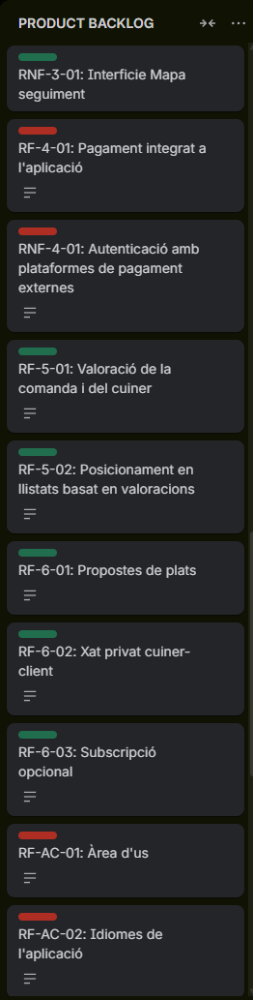 PRODUCT BACKLOG
RNF-3-01: Interficie Mapa
seguiment
RF-4-01: Pagament integrat a
l'aplicació
RNF-4-01: Autenticació amb
plataformes de pagament
externes
RF-5-01: Valoració de la
comanda i del cuiner
RF-5-02: Posicionament en
llistats basat en valoracions
RF-6-01: Propostes de plats
RF-6-02: Xat privat cuiner-
client
RF-6-03: Subscripció
opcional
RF-AC-01: Àrea d'us
RF-AC-02: Idiomes de
l'aplicació